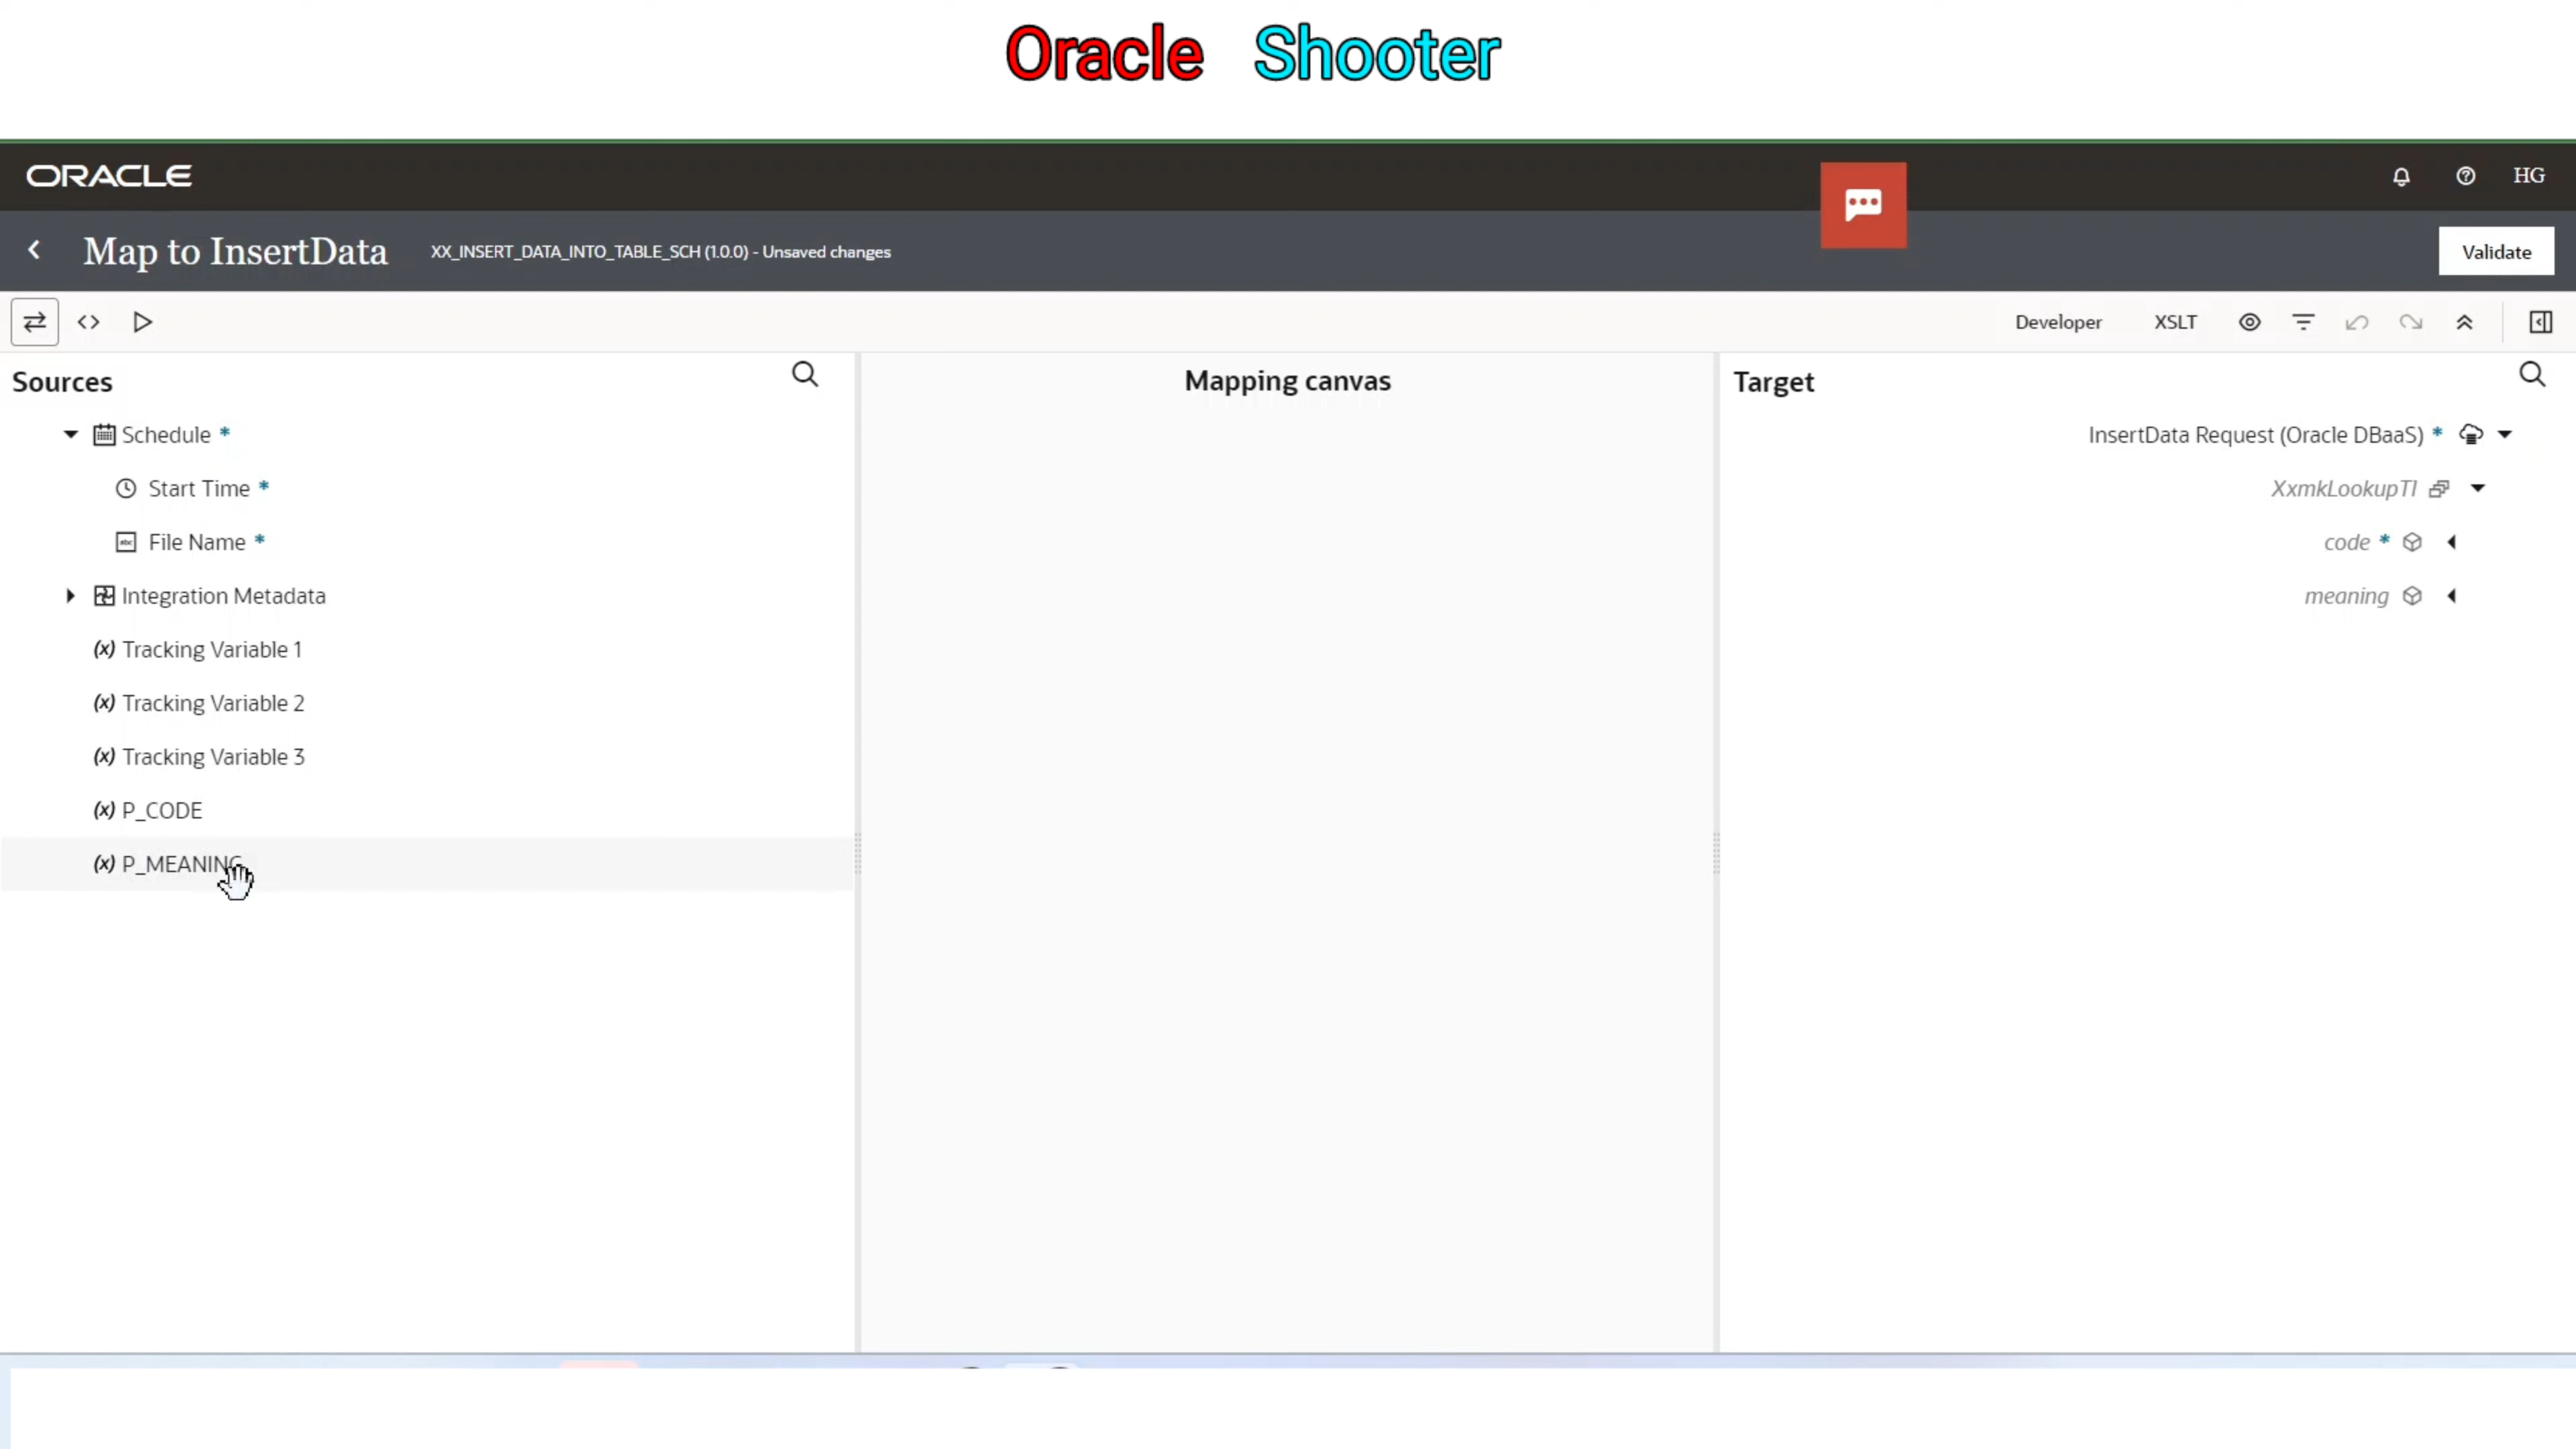 Oracle Shooter
ORACLE
HG
Map to InsertData
XX_INSERT_DATA_INTO_TABLE_SCH (1.0.0) - Unsaved changes
Validate
Developer
XSLT
Sources
Mapping canvas
Target
Schedule *
InsertData Request (Oracle DBaaS) *
Start Time *
XxmkLookupTl
File Name *
code *
Integration Metadata
meaning
(x) Tracking Variable 1
(x) Tracking Variable 2
(x) Tracking Variable 3
(x) P_CODE
(x) P_MEANING